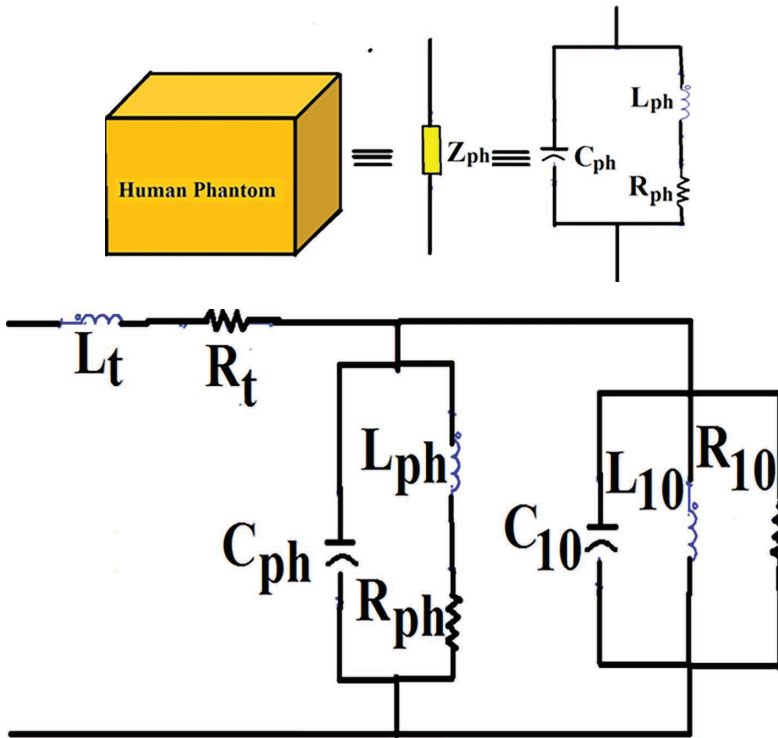 Human Phantom
Zph
Cph
Lph
Rph
Lt
Rt
Lph
Cph
Rph
C10
L10
R10